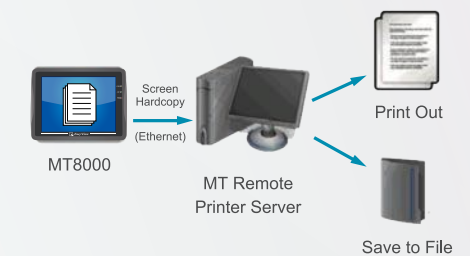 Screen
Hardcopy
(Ethernet)
MT8000
MT Remote
Printer Server
Print Out
Save to File